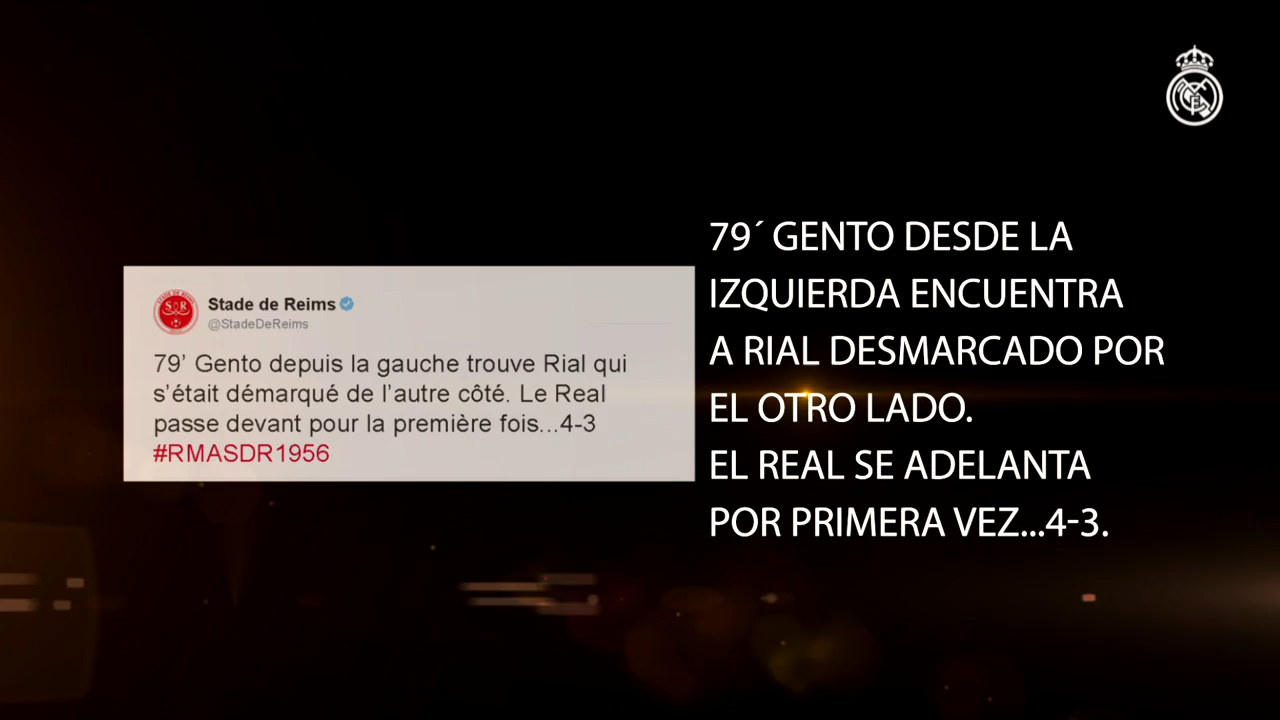 Stade de Reims
@StadeDeReims
79’ Gento depuis la gauche trouve Rial qui
s’était démarqué de l’autre côté. Le Real
passe devant pour la première fois...4-3
#RMASDR1956
79´ GENTO DESDE LA
IZQUIERDA ENCUENTRA
A RIAL DESMARCADO POR
EL OTRO LADO.
EL REAL SE ADELANTA
POR PRIMERA VEZ...4-3.